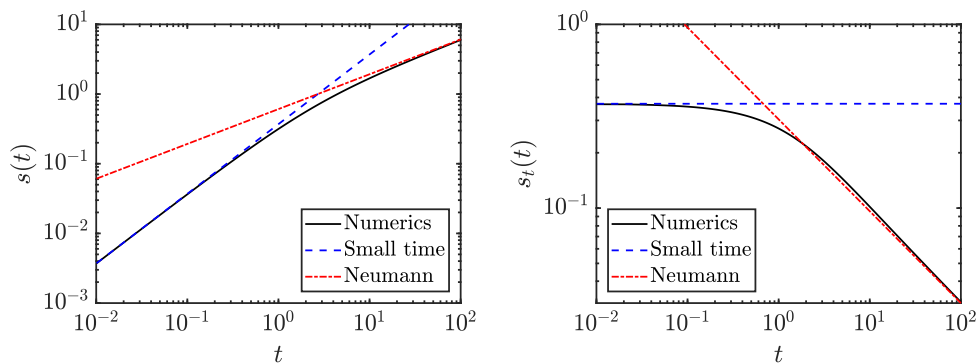 10^1
10^0
10^{-1}
10^{-2}
10^{-3}
s(t)
10^{-2} 10^{-1} 10^0 10^1 10^2
t
Numerics
Small time
Neumann
10^0
10^{-1}
s_t(t)
10^{-2} 10^{-1} 10^0 10^1 10^2
t
Numerics
Small time
Neumann